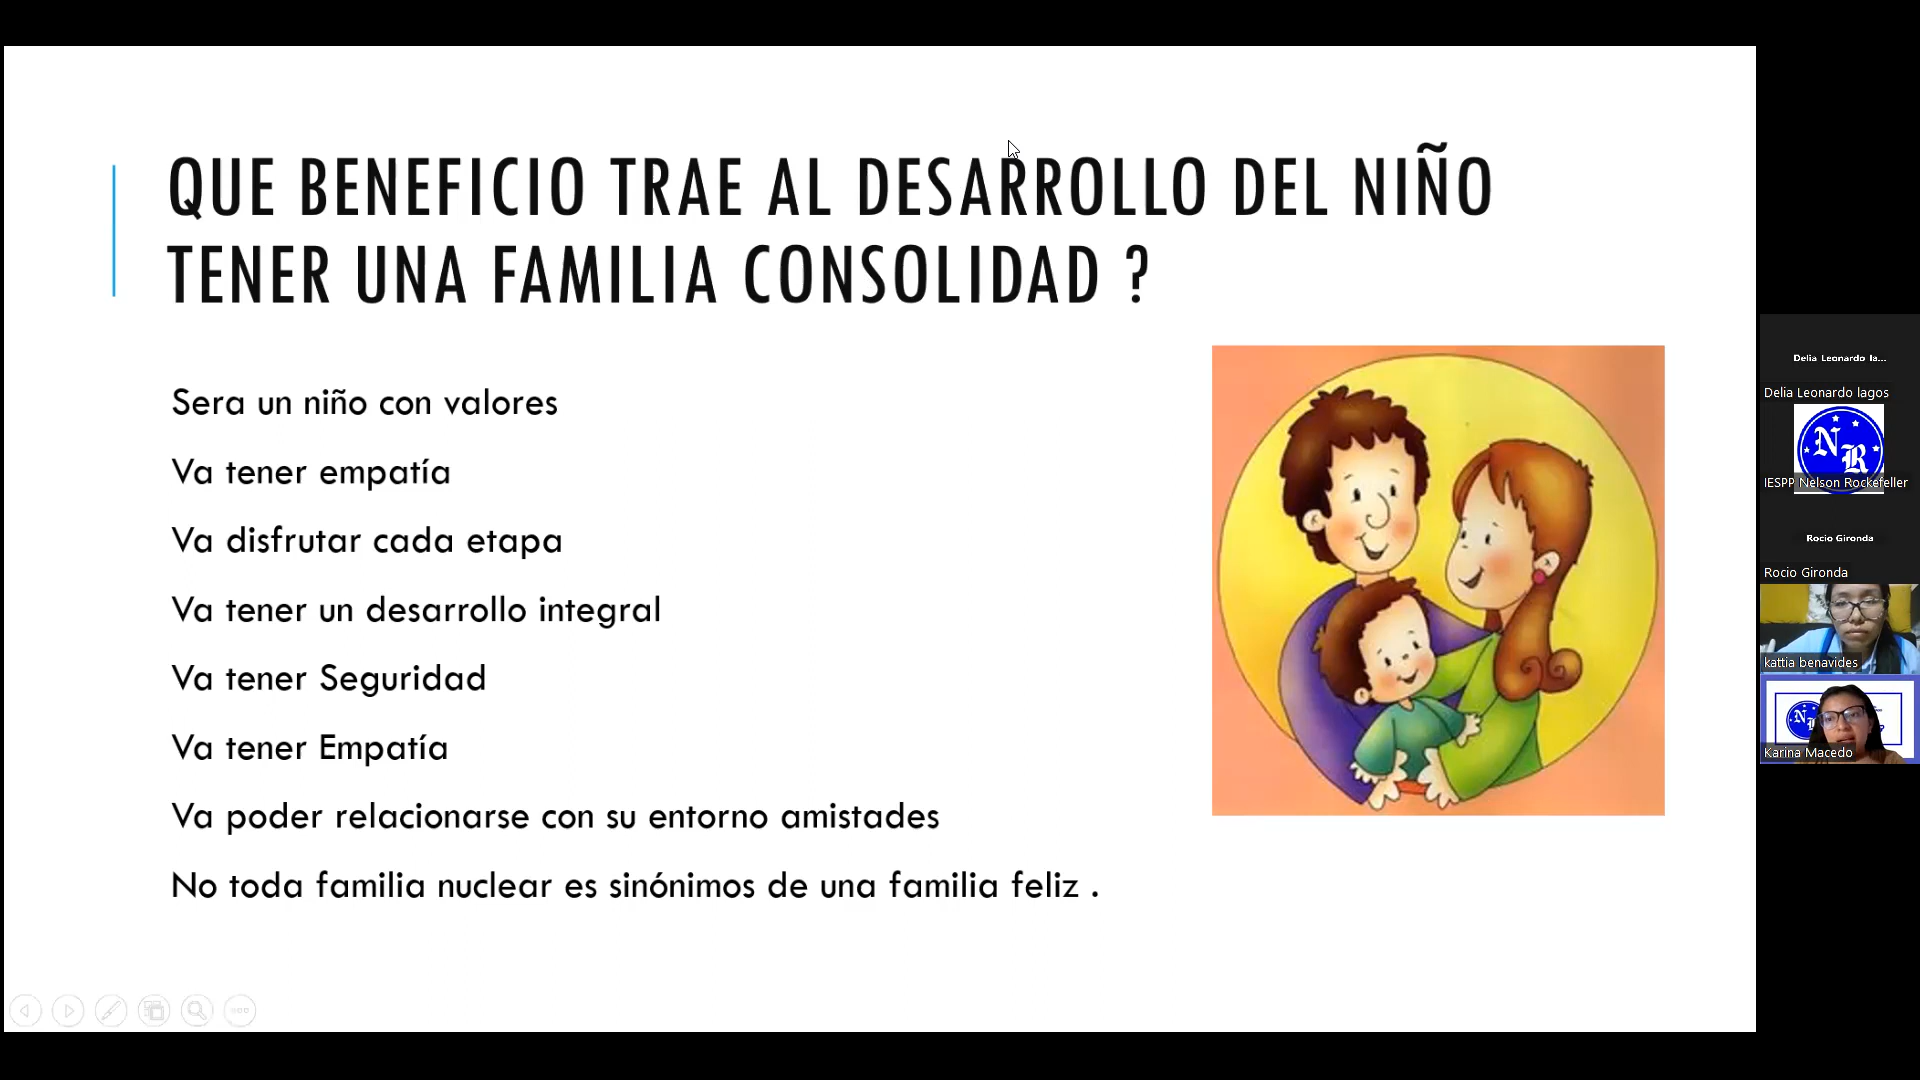 QUE BENEFICIO TRAE AL DESARROLLO DEL NIÑO
TENER UNA FAMILIA CONSOLIDAD ?
Sera un niño con valores
Va tener empatía
Va disfrutar cada etapa
Va tener un desarrollo integral
Va tener Seguridad
Va tener Empatía
Va poder relacionarse con su entorno amistades
No toda familia nuclear es sinónimos de una familia feliz .
Delia Leonardo la...
Delia Leonardo lagos
N R
IESPP Nelson Rockefeller
Rocio Gironda
Rocio Gironda
kattia benavides
Karina Macedo